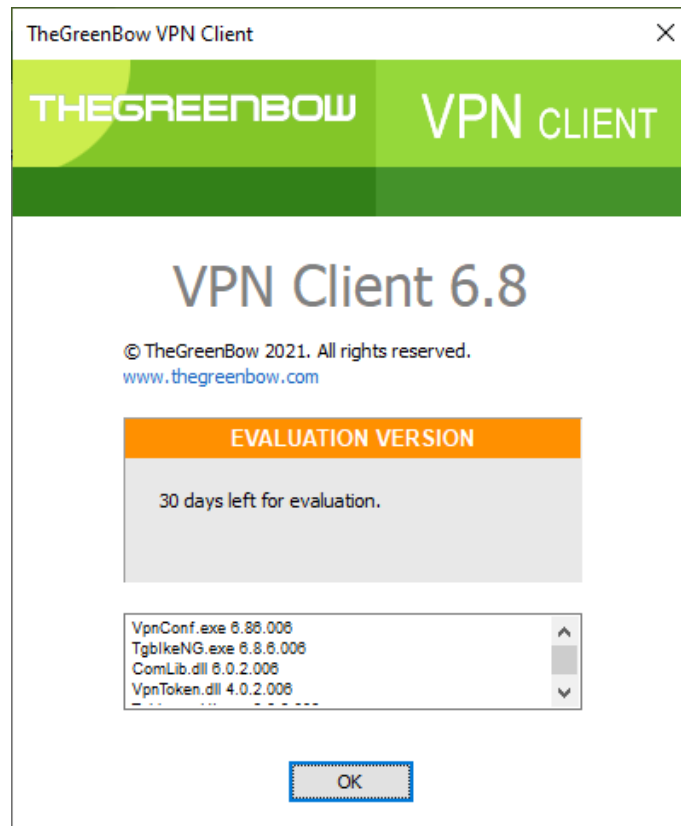 TheGreenBow VPN Client
THEGREENBOW
VPN CLIENT
VPN Client 6.8
© TheGreenBow 2021. All rights reserved.
www.thegreenbow.com
EVALUATION VERSION
30 days left for evaluation.
VpnConf.exe 6.86.006
TgbIkeNG.exe 6.8.6.006
ComLib.dll 6.0.2.006
VpnToken.dll 4.0.2.006
OK